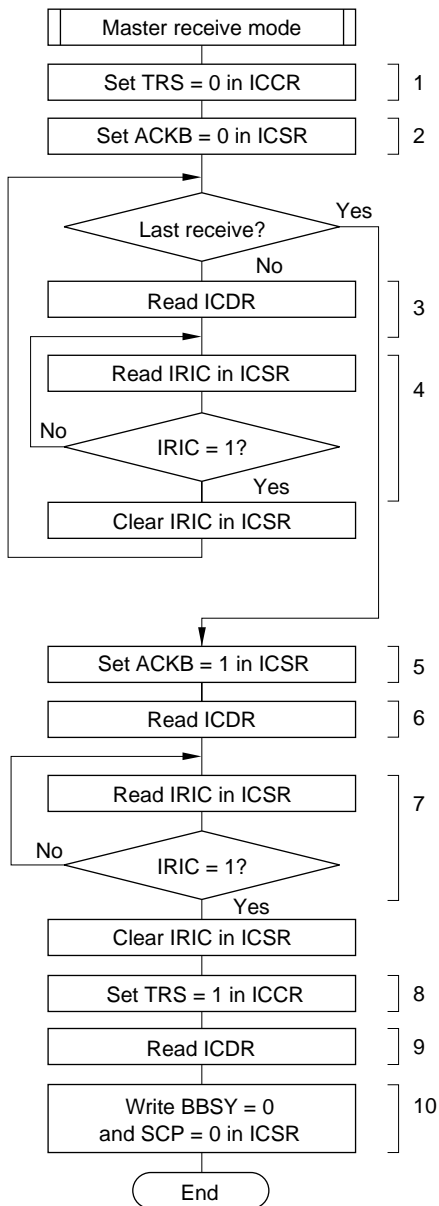 Master receive mode
Set TRS = 0 in ICCR
1
Set ACKB = 0 in ICSR
2
Last receive?
Yes
No
Read ICDR
3
Read IRIC in ICSR
4
No
IRIC = 1?
Yes
Clear IRIC in ICSR
Set ACKB = 1 in ICSR
5
Read ICDR
6
Read IRIC in ICSR
7
No
IRIC = 1?
Yes
Clear IRIC in ICSR
Set TRS = 1 in ICCR
8
Read ICDR
9
Write BBSY = 0
and SCP = 0 in ICSR
10
End